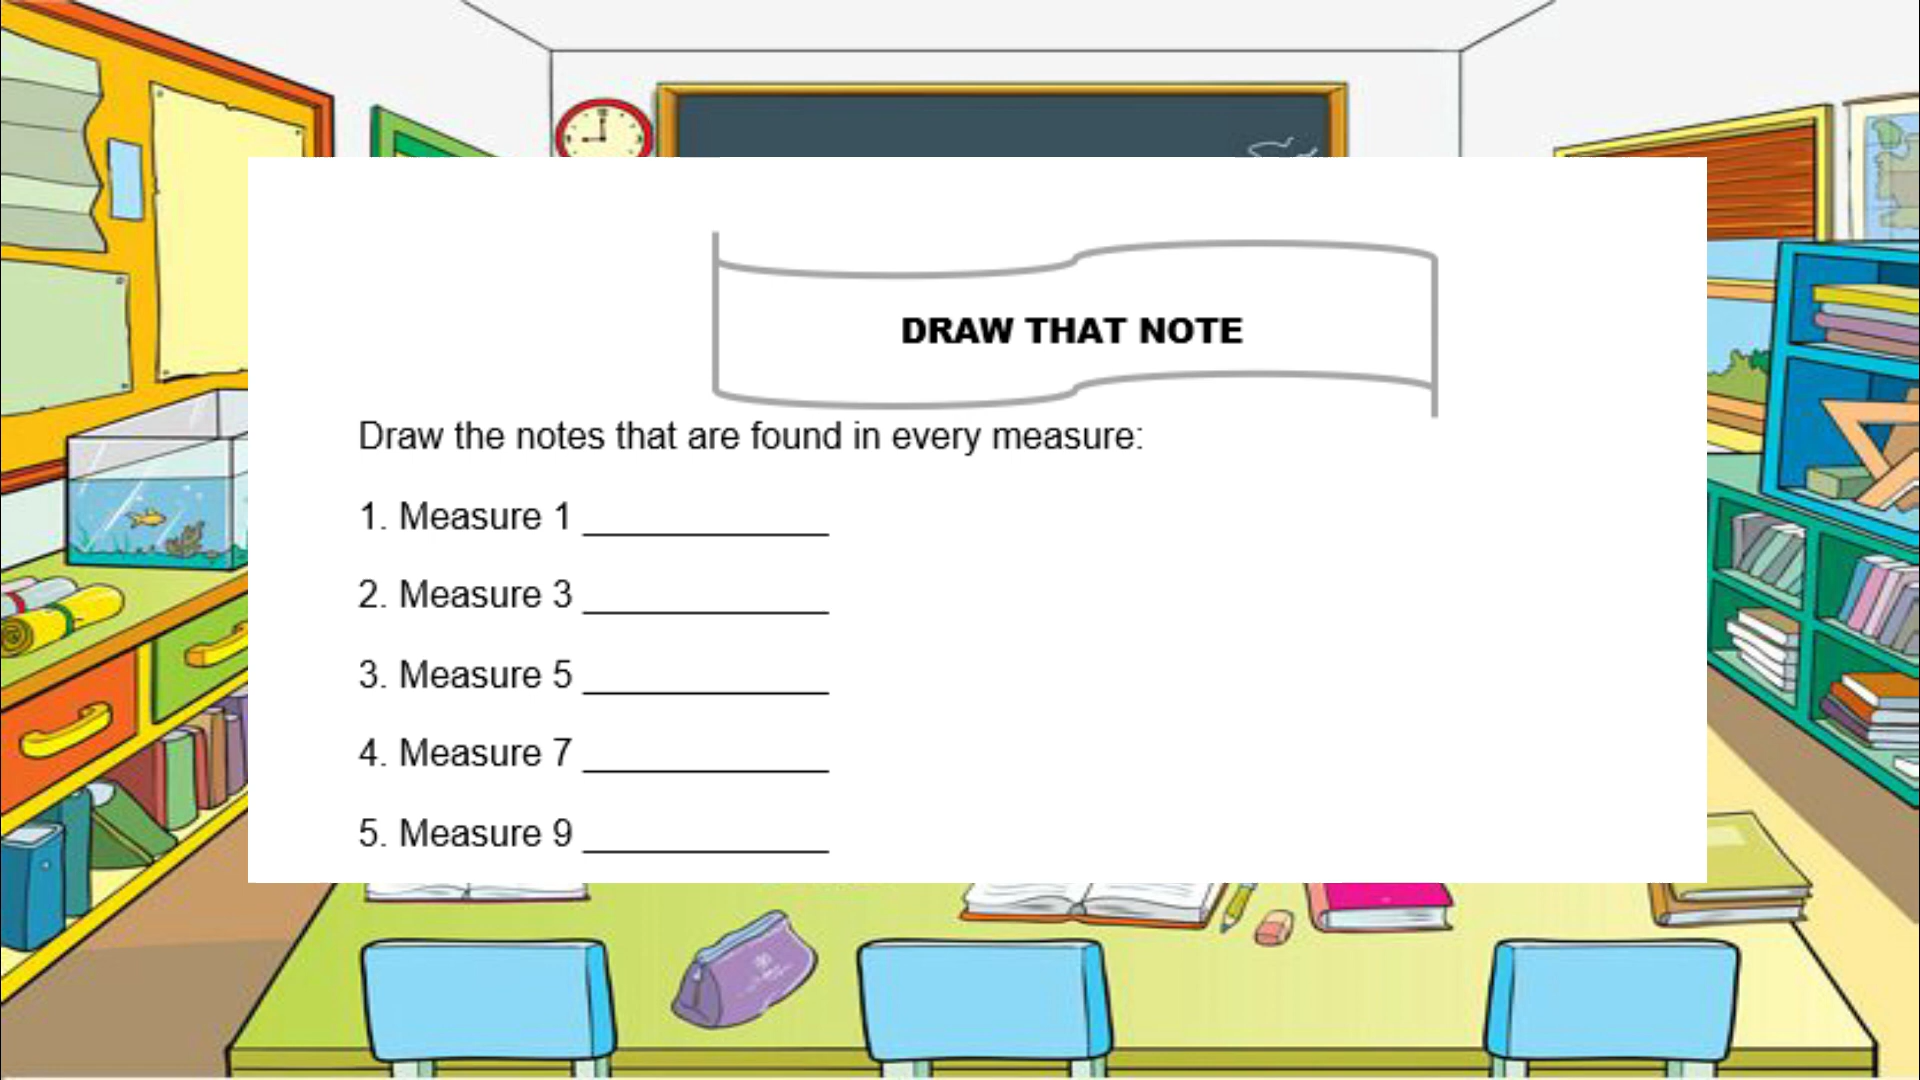 DRAW THAT NOTE
Draw the notes that are found in every measure:
1. Measure 1 ____________
2. Measure 3 ____________
3. Measure 5 ____________
4. Measure 7 ____________
5. Measure 9 ____________